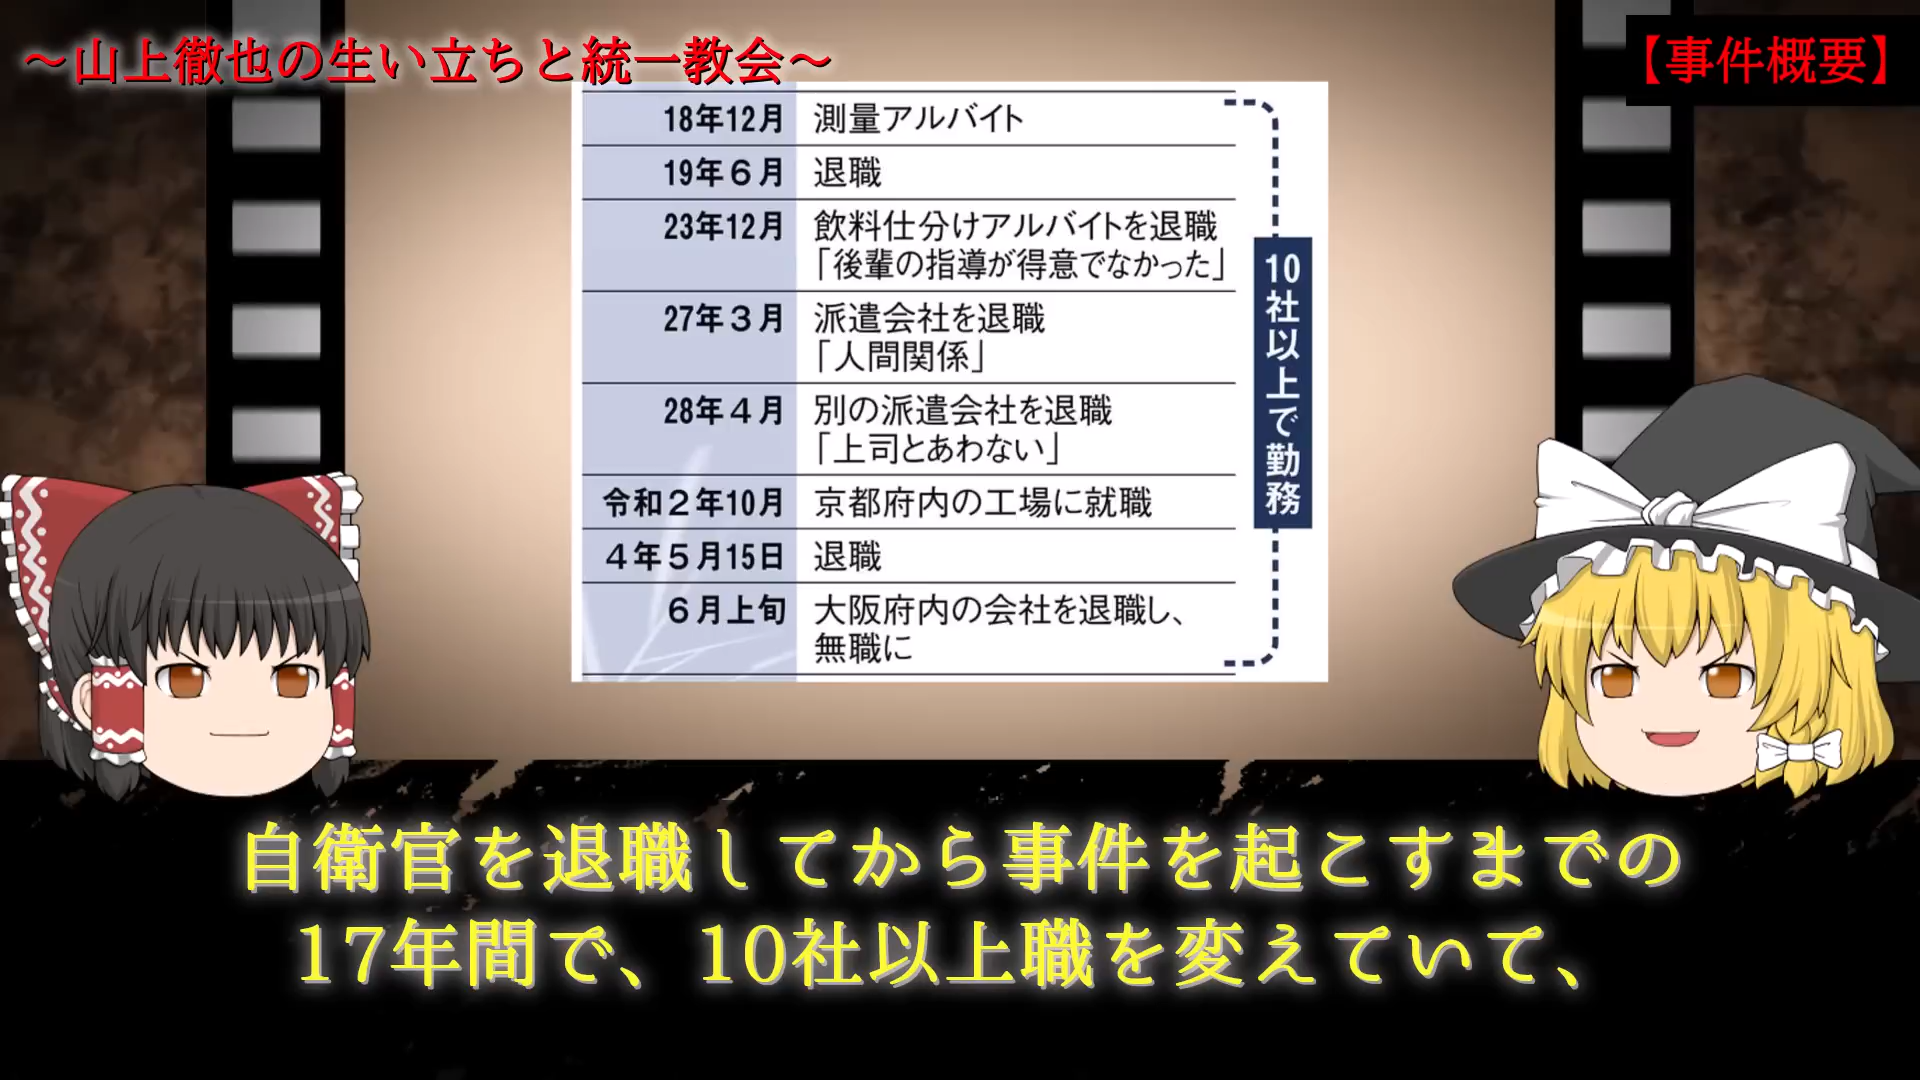 ～山上徹也の生い立ちと統一教会～
【事件概要】
18年12月 測量アルバイト
19年６月 退職
23年12月 飲料仕分けアルバイトを退職
「後輩の指導が得意でなかった」
27年３月 派遣会社を退職
「人間関係」
28年４月 別の派遣会社を退職
「上司とあわない」
令和２年10月 京都府内の工場に就職
４年５月15日 退職
６月上旬 大阪府内の会社を退職し、
無職に
10社以上で勤務
自衛官を退職してから事件を起こすまでの
17年間で、10社以上職を変えていて、